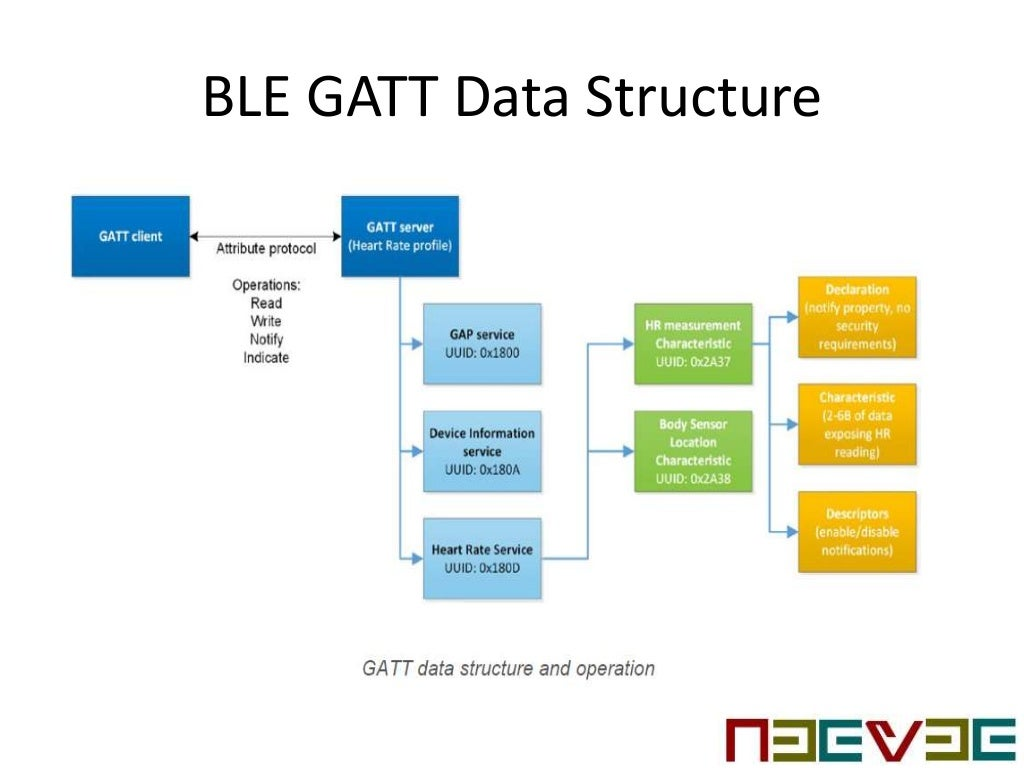 BLE GATT Data Structure
GATT client
Attribute protocol
Operations:
Read
Write
Notify
Indicate
GATT server
(Heart Rate profile)
GAP service
UUID: 0x1800
Device Information
service
UUID: 0x180A
Heart Rate Service
UUID: 0x180D
HR measurement
Characteristic
UUID: 0x2A37
Body Sensor
Location
Characteristic
UUID: 0x2A38
Declaration
(notify property, no
security
requirements)
Characteristic
(2-6B of data
exposing HR
reading)
Descriptors
(enable/disable
notifications)
GATT data structure and operation